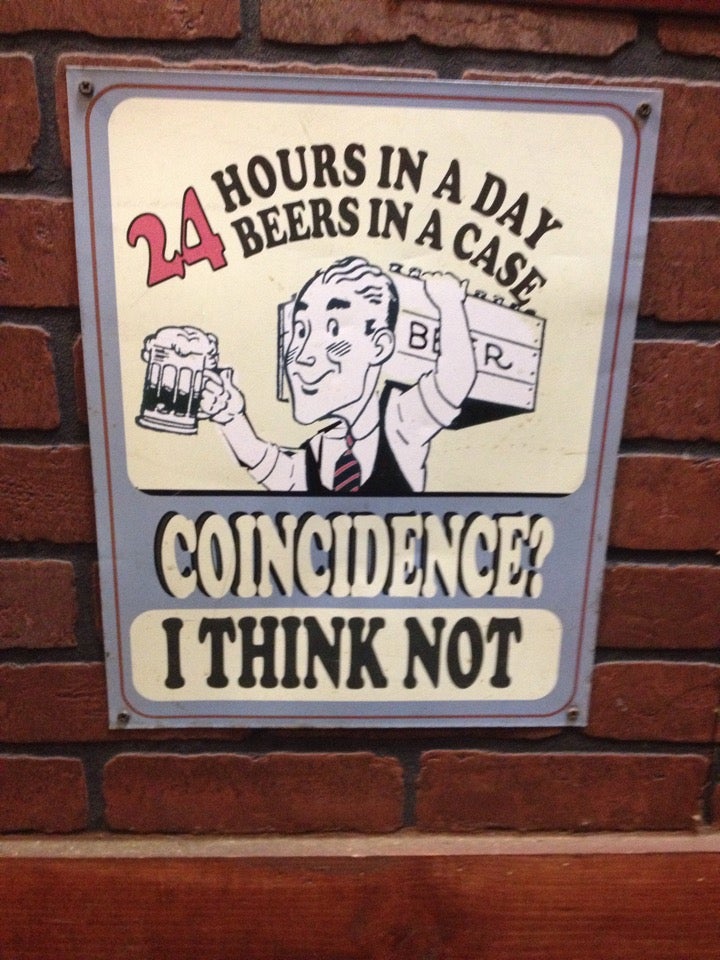 24 HOURS IN A DAY
BEERS IN A CASE
BEER
COINCIDENCE?
I THINK NOT